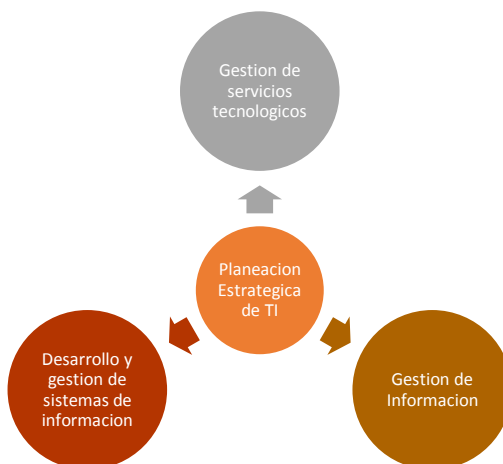 Gestion de
servicios
tecnologicos
Planeacion
Estrategica
de TI
Desarrollo y
gestion de
sistemas de
informacion
Gestion de
Informacion